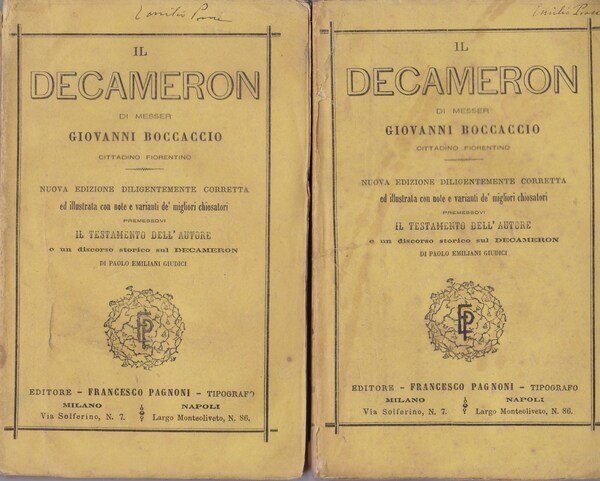 Emilio
IL
DECAMERON
DI MESSER
GIOVANNI BOCCACCIO
CITTADINO FIORENTINO
NUOVA EDIZIONE DILIGENTEMENTE CORRETTA
ed illustrata con note e varianti de' migliori chiosatori
PREMESSOVI
IL TESTAMENTO DELL'AUTORE
e un discorso storico sul DECAMERON
DI PAOLO EMILIANI GIUDICI
EDITORE - FRANCESCO PAGNONI - TIPOGRAFO
MILANO
NAPOLI
Via Solferino, N. 7.
Largo Monteoliveto, N. 86.
Emilio
IL
DECAMERON
DI MESSER
GIOVANNI BOCCACCIO
CITTADINO FIORENTINO
NUOVA EDIZIONE DILIGENTEMENTE CORRETTA
ed illustrata con note e varianti de' migliori chiosatori
PREMESSOVI
IL TESTAMENTO DELL'AUTORE
e un discorso storico sul DECAMERON
DI PAOLO EMILIANI GIUDICI
EDITORE - FRANCESCO PAGNONI - TIPOGRAFO
MILANO
NAPOLI
Via Solferino, N. 7.
Largo Monteoliveto, N. 86.